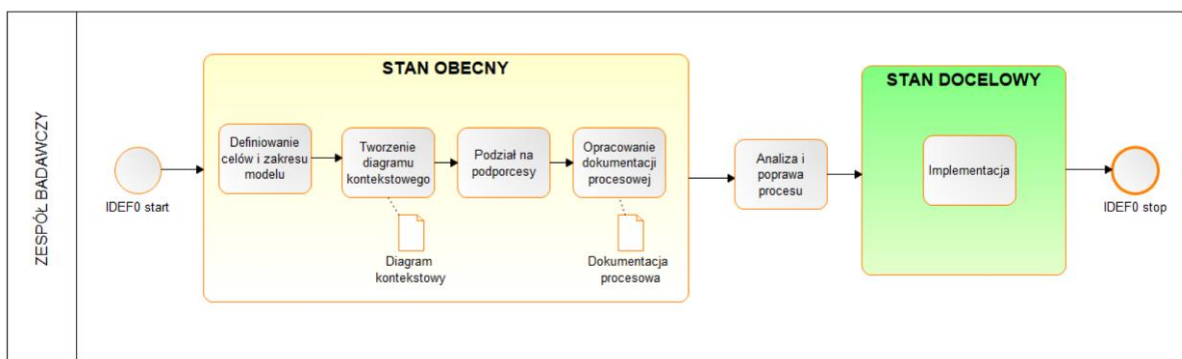 ZESPÓŁ BADAWCZY
IDEF0 start
STAN OBECNY
Definiowanie
celów i zakresu
modelu
Tworzenie
diagramu
kontekstowego
Podział na
podporcesy
Opracowanie
dokumentacji
procesowej
Diagram
kontekstowy
Dokumentacja
procesowa
Analiza i
poprawa
procesu
STAN DOCELOWY
Implementacja
IDEF0 stop